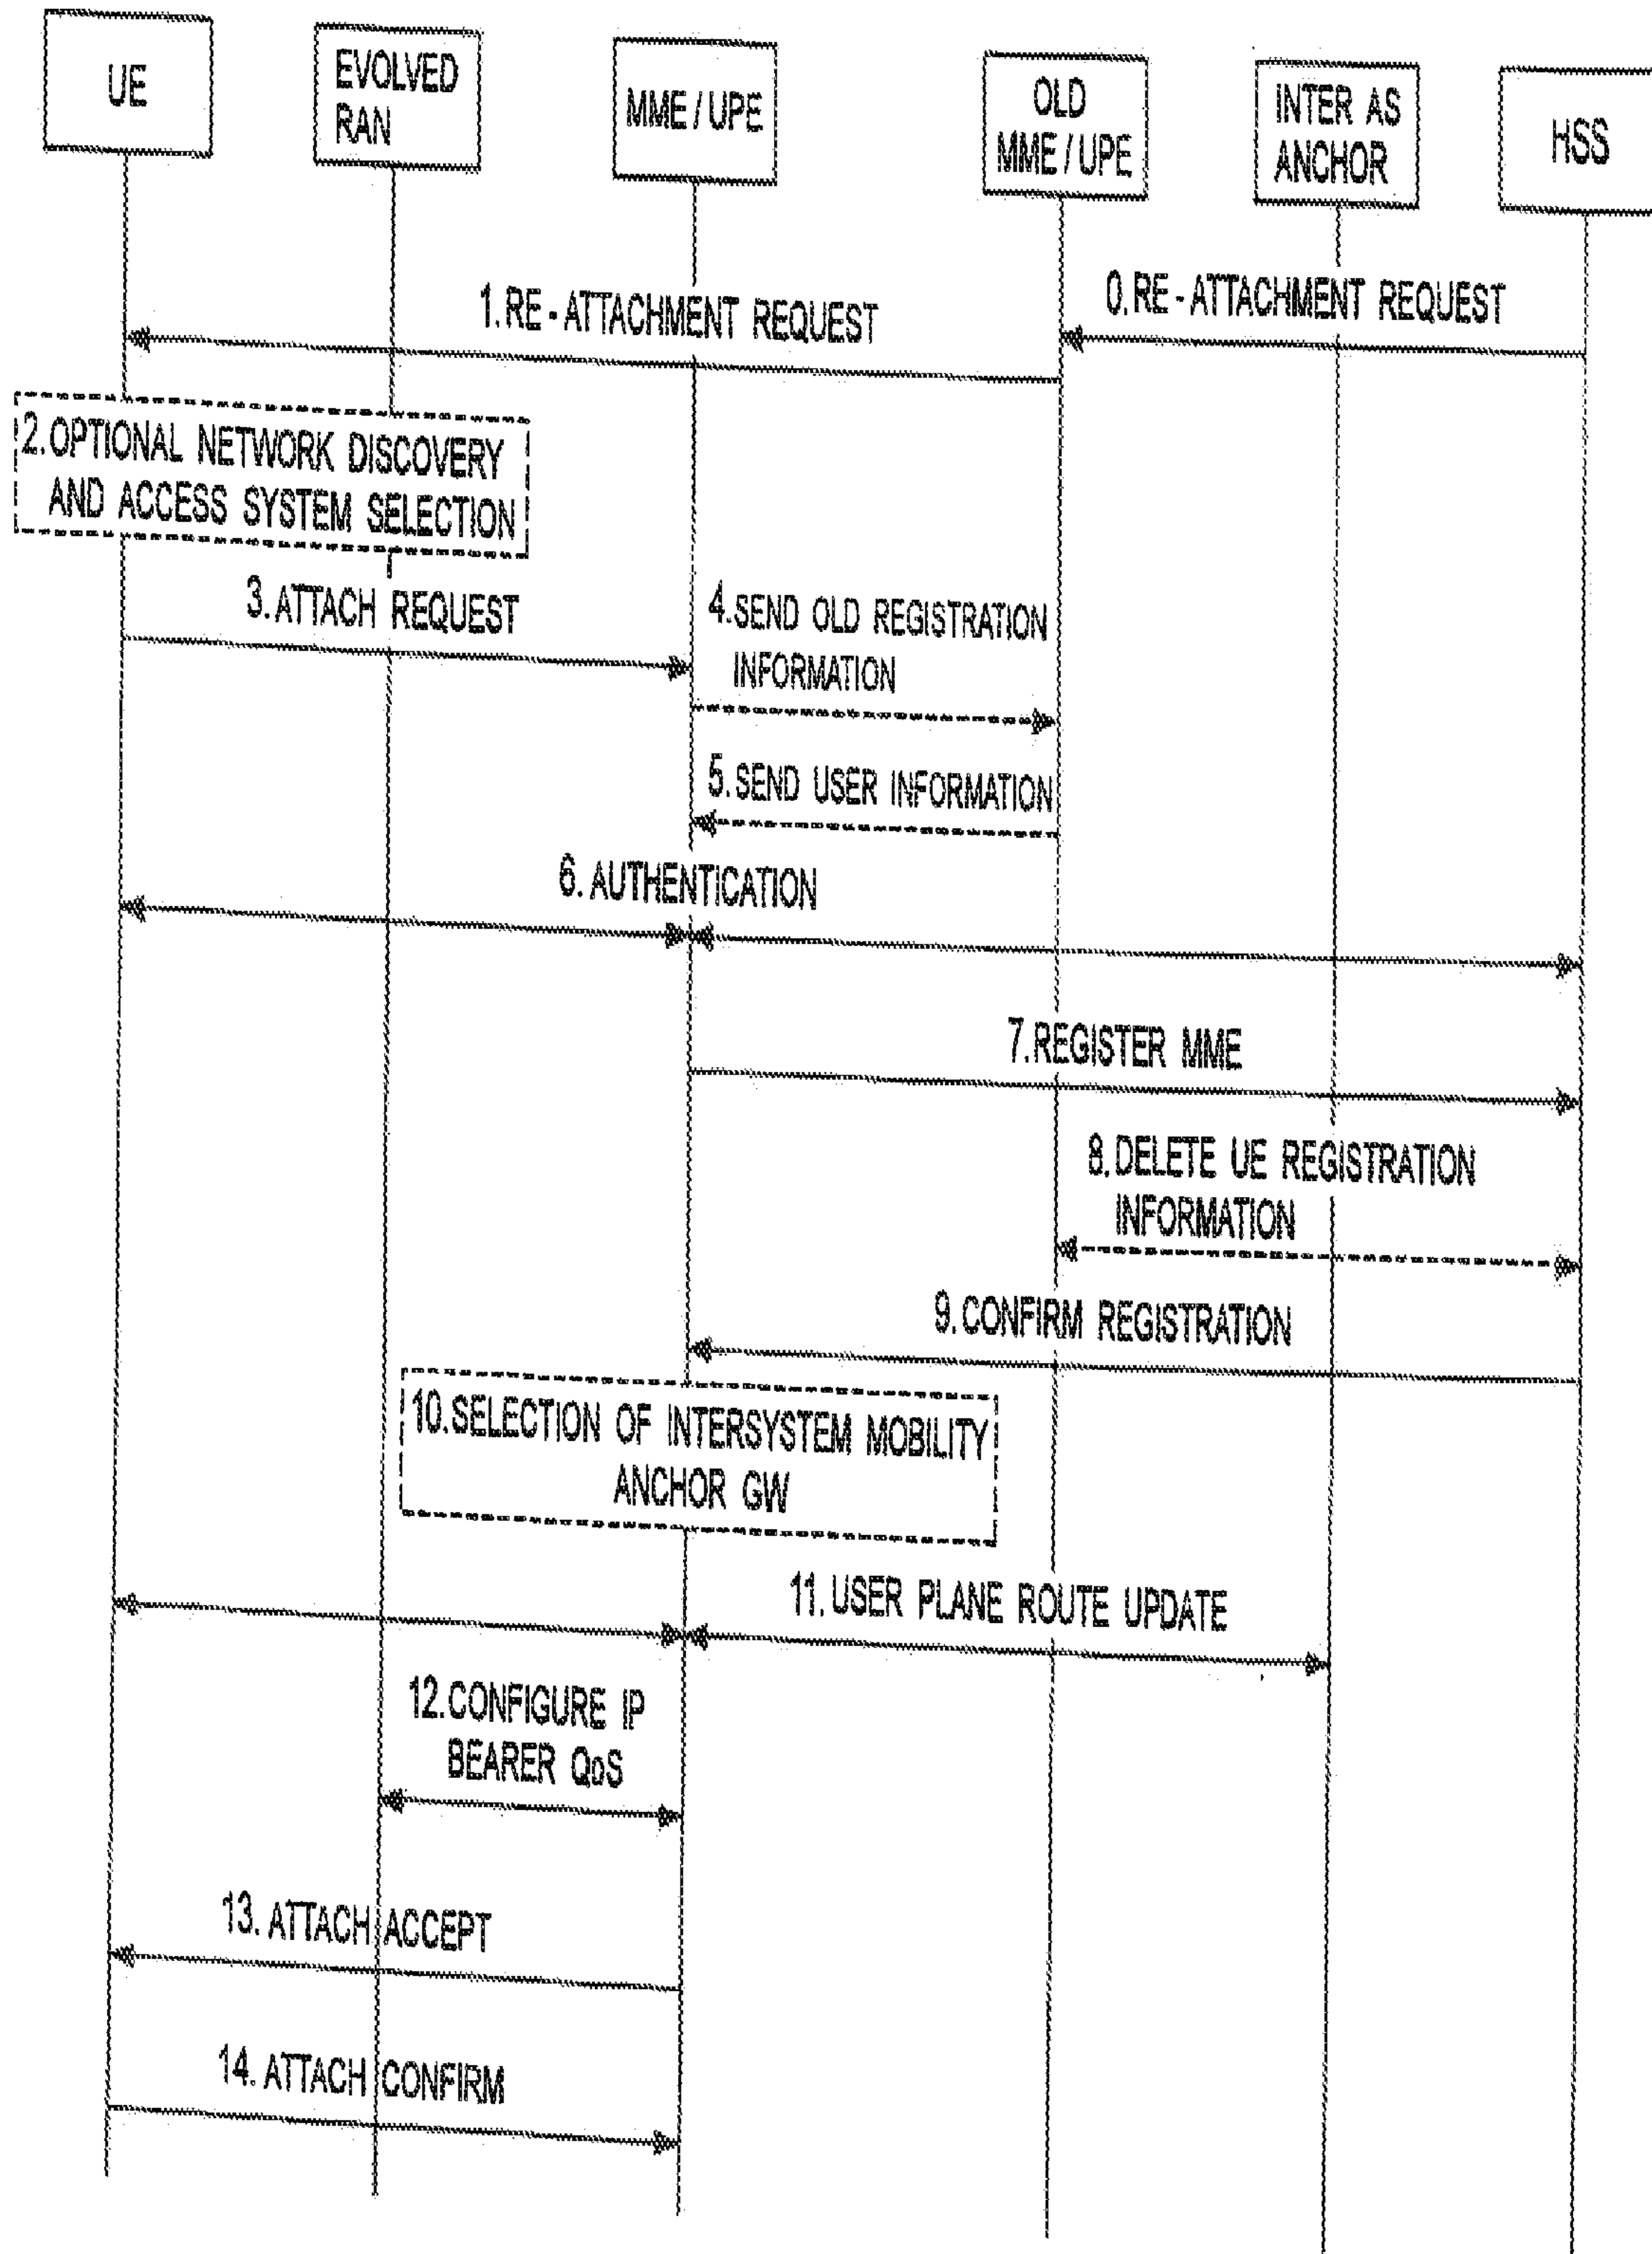 UE
EVOLVED
RAN
MME / UPE
OLD
MME / UPE
INTER AS
ANCHOR
HSS
0. RE - ATTACHMENT REQUEST
1. RE - ATTACHMENT REQUEST
2. OPTIONAL NETWORK DISCOVERY
AND ACCESS SYSTEM SELECTION
3. ATTACH REQUEST
4. SEND OLD REGISTRATION
INFORMATION
5. SEND USER INFORMATION
6. AUTHENTICATION
7. REGISTER MME
8. DELETE UE REGISTRATION
INFORMATION
9. CONFIRM REGISTRATION
10. SELECTION OF INTERSYSTEM MOBILITY
ANCHOR GW
11. USER PLANE ROUTE UPDATE
12. CONFIGURE IP
BEARER QoS
13. ATTACH ACCEPT
14. ATTACH CONFIRM